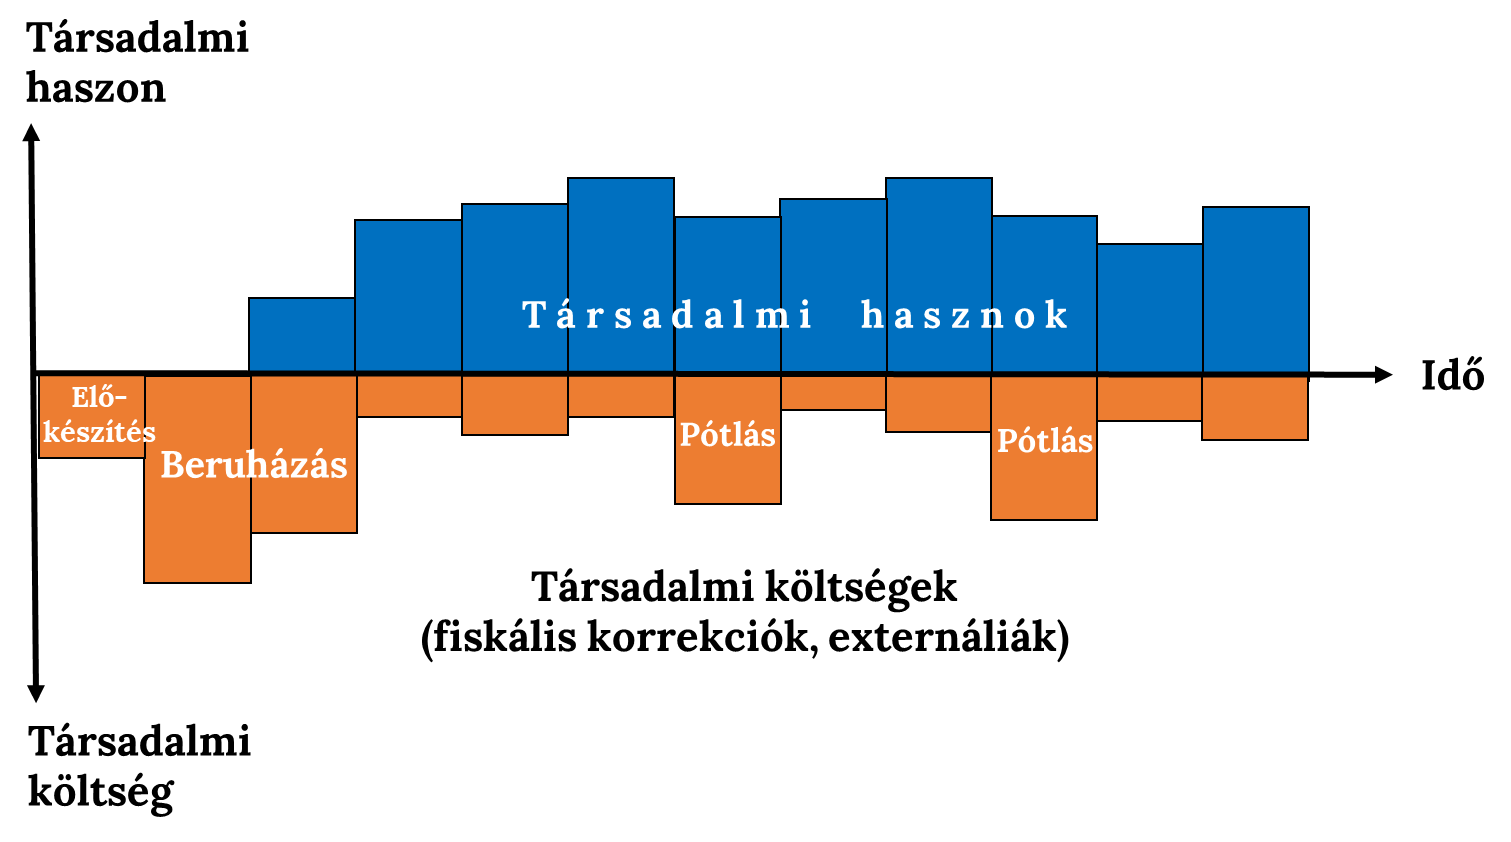 Társadalmi
haszon
Társadalmi hasznok
Idő
Elő-
készítés
Beruházás
Pótlás
Pótlás
Társadalmi költségek
(fiskális korrekciók, externáliák)
Társadalmi
költség